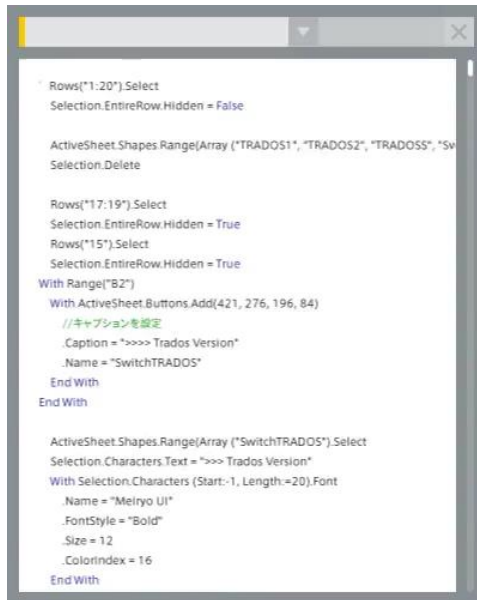 Rows("1:20").Select
Selection.EntireRow.Hidden = False
ActiveSheet.Shapes.Range(Array ("TRADOS1", "TRADOS2", "TRADOSS", "Sw
Selection.Delete
Rows("17:19").Select
Selection.EntireRow.Hidden = True
Rows("15").Select
Selection.EntireRow.Hidden = True
With Range("B2")
With ActiveSheet.Buttons.Add(421, 276, 196, 84)
//キャプションを設定
.Caption = ">>>> Trados Version"
.Name = "SwitchTRADOS"
End With
End With
ActiveSheet.Shapes.Range(Array ("SwitchTRADOS").Select
Selection.Characters.Text = ">>> Trados Version"
With Selection.Characters (Start:-1, Length:=20).Font
.Name = "Meiryo UI"
.FontStyle = "Bold"
.Size = 12
.ColorIndex = 16
End With